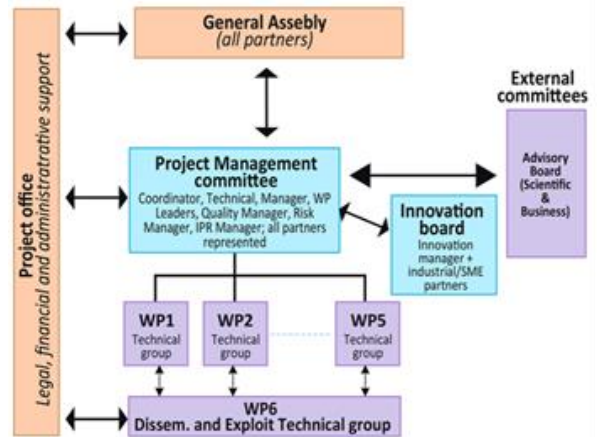 General Assebly
(all partners)
Project office
Legal, financial and administratrative support
External
committees
Advisory
Board
(Scientific
&
Business)
Project Management
committee
Coordinator, Technical, Manager, WP
Leaders, Quality Manager, Risk
Manager, IPR Manager; all partners
represented
Innovation
board
Innovation
manager +
industrial/SME
partners
WP1
Technical
group
WP2
Technical
group
WP5
Technical
group
WP6
Dissem. and Exploit Technical group